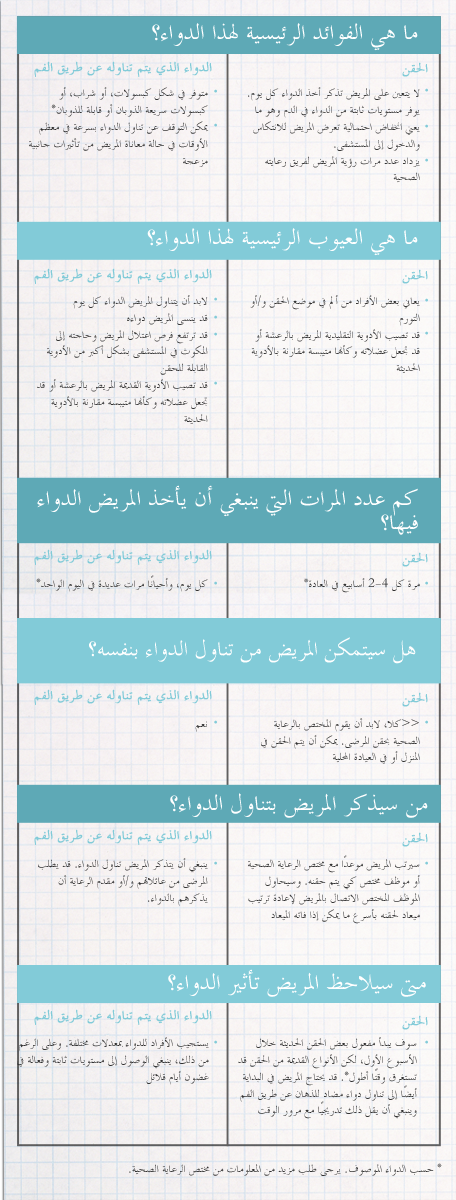 ما هي الفوائد الرئيسية لهذا الدواء؟
الحقن
• لا يتعين على المريض تذكر أخذ الدواء كل يوم.
يوفر مستويات ثابتة من الدواء في الدم وهو ما
• يعني انخفاض احتمالية تعرض المريض للانتكاس
والدخول إلى المستشفى.
• يزداد عدد مرات رؤية المريض لفريق رعايته
الصحية
الدواء الذي يتم تناوله عن طريق الفم
• متوفر في شكل كبسولات، أو شراب، أو
كبسولات سريعة الذوبان أو قابلة للذوبان*
• يمكن التوقف عن تناول الدواء بسرعة في معظم
الأوقات في حالة معاناة المريض من تأثيرات جانبية
مزعجة
ما هي العيوب الرئيسية لهذا الدواء؟
الحقن
• يعاني بعض الأفراد من ألم في موضع الحقن و/أو
التورم
• قد تصيب الأدوية التقليدية المريض بالرعشة أو
قد تجعل عضلاته وكأنها متيبسة مقارنة بالأدوية
الحديثة
الدواء الذي يتم تناوله عن طريق الفم
• لابد أن يتناول المريض الدواء كل يوم
• قد ينسى المريض دواءه
• قد ترتفع فرص اعتلال المريض وحاجته إلى
المكوث في المستشفى بشكل أكبر من الأدوية
القابلة للحقن
• قد تصيب الأدوية القديمة المريض بالرعشة أو قد
تجعل عضلاته وكأنها متيبسة مقارنة بالأدوية
الحديثة
كم عدد المرات التي ينبغي أن يأخذ المريض الدواء
فيها؟
الحقن
• مرة كل 4–2 أسابيع في العادة*
الدواء الذي يتم تناوله عن طريق الفم
• كل يوم، وأحيانًا مرات عديدة في اليوم الواحد*
هل سيتمكن المريض من تناول الدواء بنفسه؟
الحقن
• <<كلا، لابد أن يقوم المختص بالرعاية
الصحية بحقن المرضى. يمكن أن يتم الحقن في
المنزل أو في العيادة المحلية
الدواء الذي يتم تناوله عن طريق الفم
• نعم
من سيذكر المريض بتناول الدواء؟
الحقن
• سيرتب المريض موعدًا مع مختص الرعاية الصحية
أو موظف مختص كي يتم حقنه. وسيحاول
الموظف المختص الاتصال بالمريض لإعادة ترتيب
ميعاد لحقنه بأسرع ما يمكن إذا فاته الميعاد
الدواء الذي يتم تناوله عن طريق الفم
• ينبغي أن يتذكر المريض تناول الدواء. قد يطلب
المرضى من عائلاتهم و/أو مقدم الرعاية أن
يذكرهم بالدواء.
متى سيلاحظ المريض تأثير الدواء؟
الحقن
• سوف يبدأ مفعول بعض الحقن الحديثة خلال
الأسبوع الأول، لكن الأنواع القديمة من الحقن قد
تستغرق وقتًا أطول*. قد يحتاج المريض في البداية
أيضًا إلى تناول دواء مضاد للذهان عن طريق الفم
وينبغي أن يقل ذلك تدريجيًا مع مرور الوقت
الدواء الذي يتم تناوله عن طريق الفم
• يستجيب الأفراد للدواء بمعدلات مختلفة. وعلى الرغم
من ذلك، ينبغي الوصول إلى مستويات ثابتة وفعالة في
غضون أيام قلائل
* حسب الدواء الموصوف. يرجى طلب مزيد من المعلومات من مختص الرعاية الصحية.